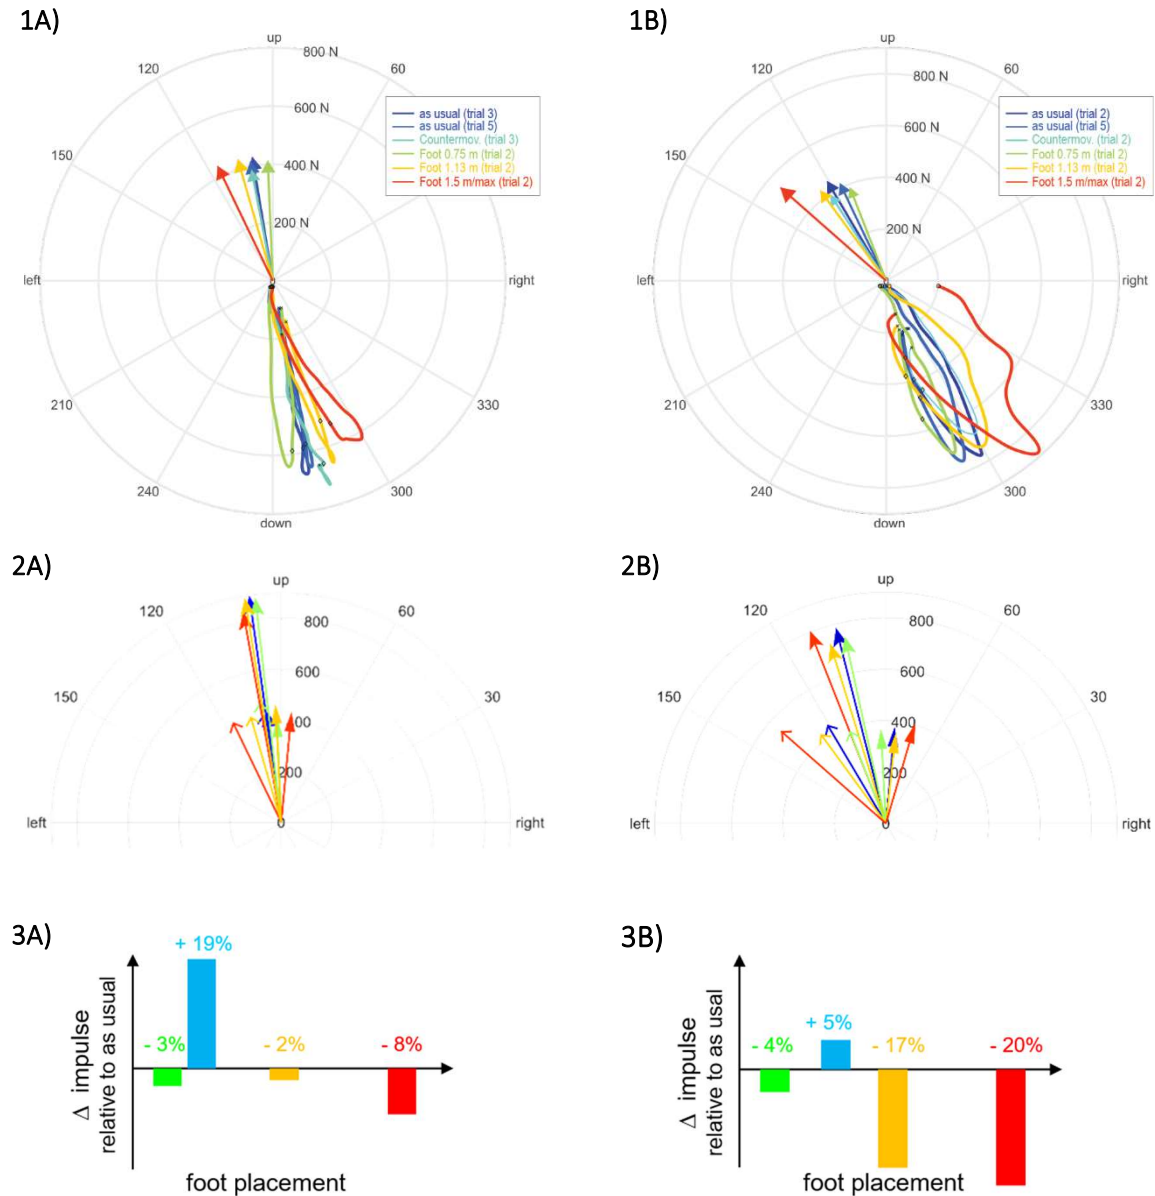 1A)
up
800 N
120
60
600 N
as usual (trial 3)
as usual (trial 5)
Countermov. (trial 3)
Foot 0.75 m (trial 2)
Foot 1.13 m (trial 2)
Foot 1.5 m/max (trial 2)
150
400 N
200 N
left
right
210
330
240
300
down
1B)
up
120
60
800 N
as usual (trial 2)
as usual (trial 5)
Countermov. (trial 2)
Foot 0.75 m (trial 2)
Foot 1.13 m (trial 2)
Foot 1.5 m/max (trial 2)
600 N
150
400 N
200 N
left
right
210
330
240
300
down
2A)
up
120
60
800
600
150
30
00
200
left
0
right
2B)
up
120
60
800
600
150
30
400
200
left
0
right
3A)
+ 19%
- 3%
- 2%
- 8%
Δ impulse
relative to as usual
foot placement
3B)
+ 5%
- 4%
- 17%
- 20%
Δ impulse
relative to as usal
foot placement